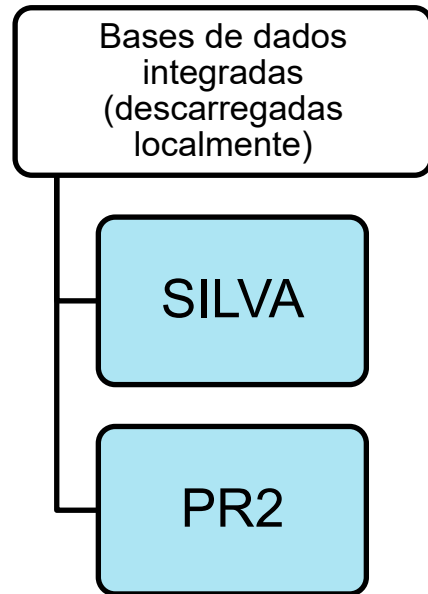 Bases de dados
integradas
(descarregadas
localmente)
SILVA
PR2